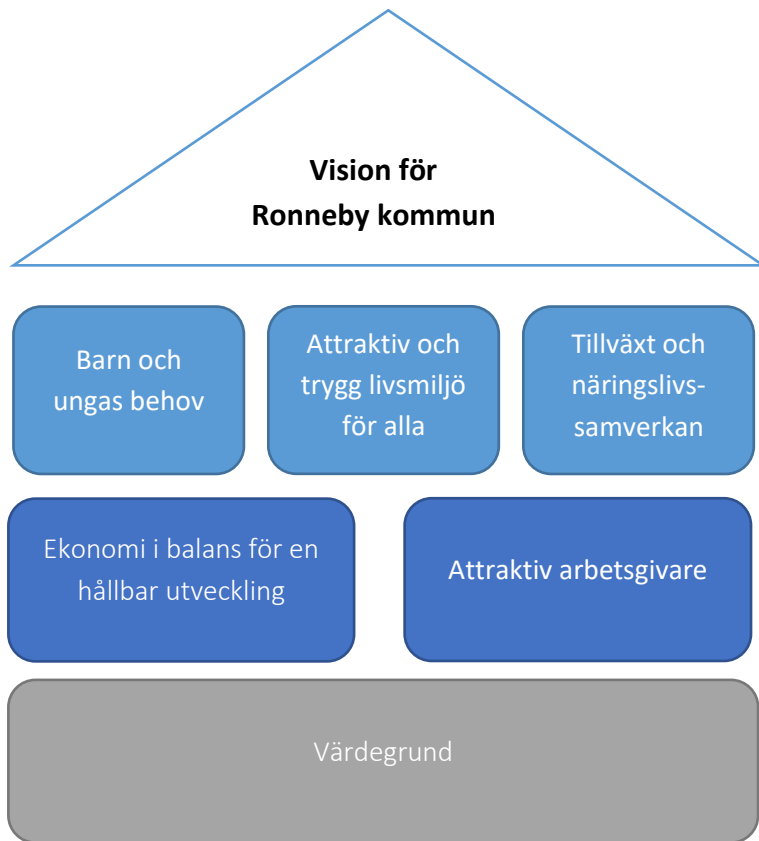 Vision för
Ronneby kommun
Barn och
ungas behov
Attraktiv och
trygg livsmiljö
för alla
Tillväxt och
näringslivs-
samverkan
Ekonomi i balans för en
hållbar utveckling
Attraktiv arbetsgivare
Värdegrund